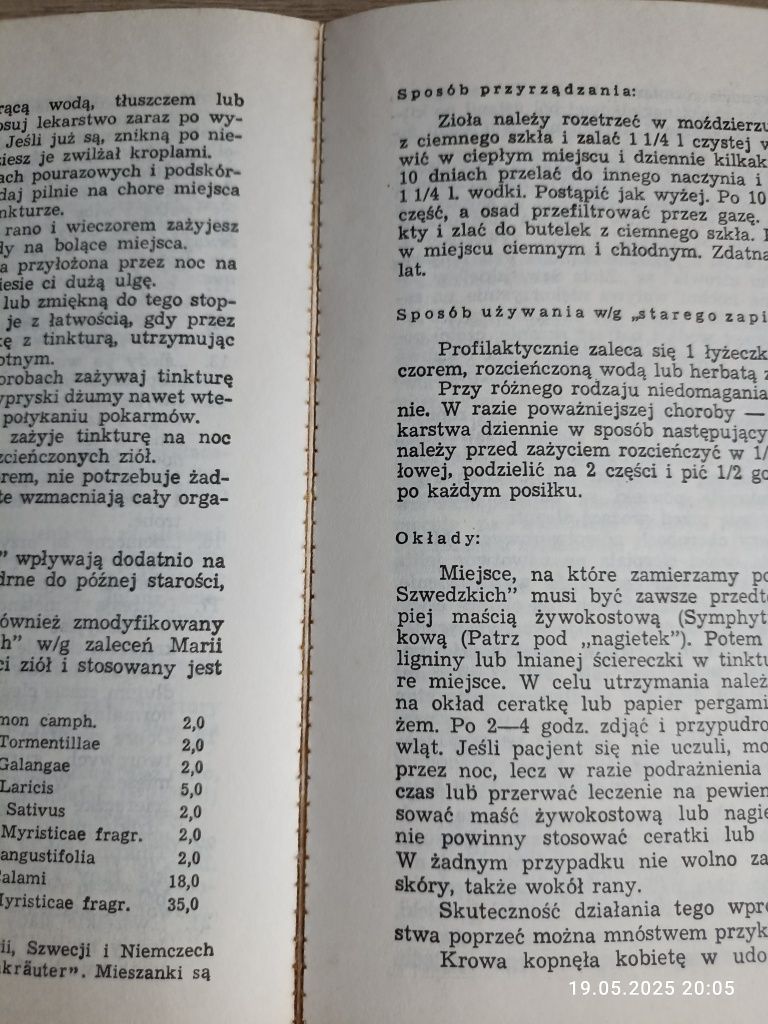 rącą wodą, tłuszczem lub
osuj lekarstwo zaraz po wy-
Jeśli już są, znikną po nie-
kiesz je zwilżał kroplami.
ach pourazowych i podskór-
daj pilnie na chore miejsca
nkturze.
rano i wieczorem zażyjesz
dy na bolące miejsca.
a przyłożona przez noc na
iesie ci dużą ulgę.
lub zmiękną do tego stop-
je z łatwością, gdy przez
kę z tinkturą, utrzymując
otnym.
orobach zażywaj tinkturę
ypryski dżumy nawet wte-
połykaniu pokarmów.
zażyje tinkturę na noc
zcieńczonych ziół.
rem, nie potrzebuje żad-
te wzmacniają cały orga-
” wpływają dodatnio na
drne do późnej starości,
ównież zmodyfikowany
h” w/g zaleceń Marii
ci ziół i stosowany jest
mon camph. 2,0
Tormentillae 2,0
Galangae 2,0
Laricis 5,0
Sativus 2,0
Myristicae fragr. 2,0
angustifolia 2,0
Calami 18,0
Myristicae fragr. 35,0
ii, Szwecji i Niemczech
kräuter”. Mieszanki są
Sposób przyrządzania:
Zioła należy rozetrzeć w moździerzu
z ciemnego szkła i zalać 1 1/4 l czystej w
wić w ciepłym miejscu i dziennie kilkak
10 dniach przelać do innego naczynia i
1 1/4 l. wodki. Postąpić jak wyżej. Po 10
część, a osad przefiltrować przez gazę.
kty i zlać do butelek z ciemnego szkła.
w miejscu ciemnym i chłodnym. Zdatna
lat.
Sposób używania w/g „starego zapi
Profilaktycznie zaleca się 1 łyżeczk
czorem, rozcieńczoną wodą lub herbatą z
Przy różnego rodzaju niedomagania
nie. W razie poważniejszej choroby —
karstwa dziennie w sposób następujący
należy przed zażyciem rozcieńczyć w 1/
łowej, podzielić na 2 części i pić 1/2 go
po każdym posiłku.
Okłady:
Miejsce, na które zamierzamy po
Szwedzkich” musi być zawsze przedte
piej maścią żywokostową (Symphyt
kową (Patrz pod „nagietek”). Potem
ligniny lub lnianej ściereczki w tinktu
re miejsce. W celu utrzymania należ
na okład ceratkę lub papier pergami
żem. Po 2—4 godz. zdjąć i przypudro
wląt. Jeśli pacjent się nie uczuli, mo
przez noc, lecz w razie podrażnienia
czas lub przerwać leczenie na pewien
sować maść żywokostową lub nagie
nie powinny stosować ceratki lub
W żadnym przypadku nie wolno za
skóry, także wokół rany.
Skuteczność działania tego wpro
stwa poprzeć można mnóstwem przyk
Krowa kopnęła kobietę w udo
19.05.2025 20:05